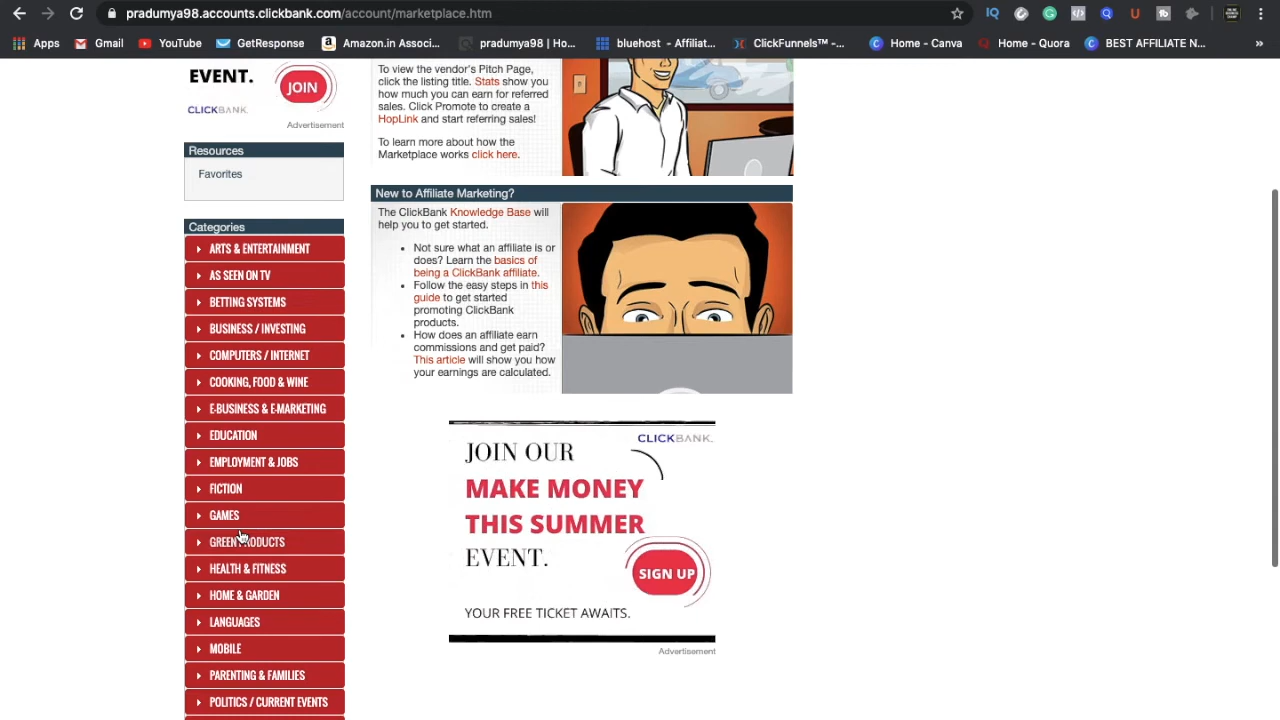 pradumya98.accounts.clickbank.com/account/marketplace.htm
Apps
Gmail
YouTube
GetResponse
Amazon.in Associ...
pradumya98 | Ho...
bluehost - Affiliat...
ClickFunnels™ -...
Home - Canva
Home - Quora
BEST AFFILIATE N...
»
EVENT.
JOIN
CLICKBANK.
Advertisement
Resources
Favorites
Categories
ARTS & ENTERTAINMENT
AS SEEN ON TV
BETTING SYSTEMS
BUSINESS / INVESTING
COMPUTERS / INTERNET
COOKING, FOOD & WINE
E-BUSINESS & E-MARKETING
EDUCATION
EMPLOYMENT & JOBS
FICTION
GAMES
GREEN PRODUCTS
HEALTH & FITNESS
HOME & GARDEN
LANGUAGES
MOBILE
PARENTING & FAMILIES
POLITICS / CURRENT EVENTS
To view the vendor's Pitch Page,
click the listing title. Stats show you
how much you can earn for referred
sales. Click Promote to create a
HopLink and start referring sales!
To learn more about how the
Marketplace works click here.
New to Affiliate Marketing?
The ClickBank Knowledge Base will
help you to get started.
• Not sure what an affiliate is or
does? Learn the basics of
being a ClickBank affiliate.
• Follow the easy steps in this
guide to get started
promoting ClickBank
products.
• How does an affiliate earn
commissions and get paid?
This article will show you how
your earnings are calculated.
CLICKBANK.
JOIN OUR
MAKE MONEY
THIS SUMMER
EVENT.
SIGN UP
YOUR FREE TICKET AWAITS.
Advertisement